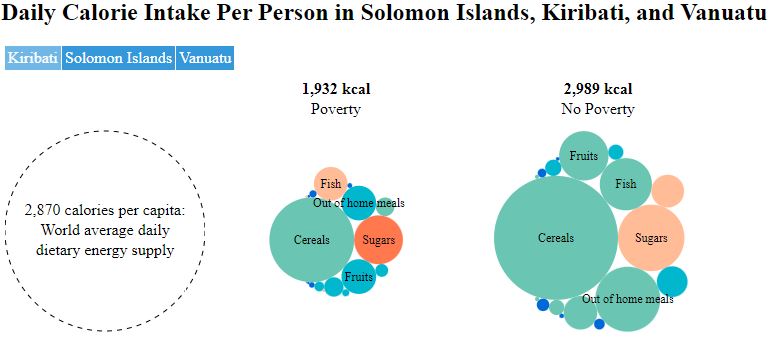 Daily Calorie Intake Per Person in Solomon Islands, Kiribati, and Vanuatu
Kiribati Solomon Islands Vanuatu
1,932 kcal
Poverty
2,989 kcal
No Poverty
2,870 calories per capita:
World average daily
dietary energy supply
Fish
Out of home meals
Cereals
Sugars
Fruits
Fruits
Fish
Cereals
Sugars
Out of home meals